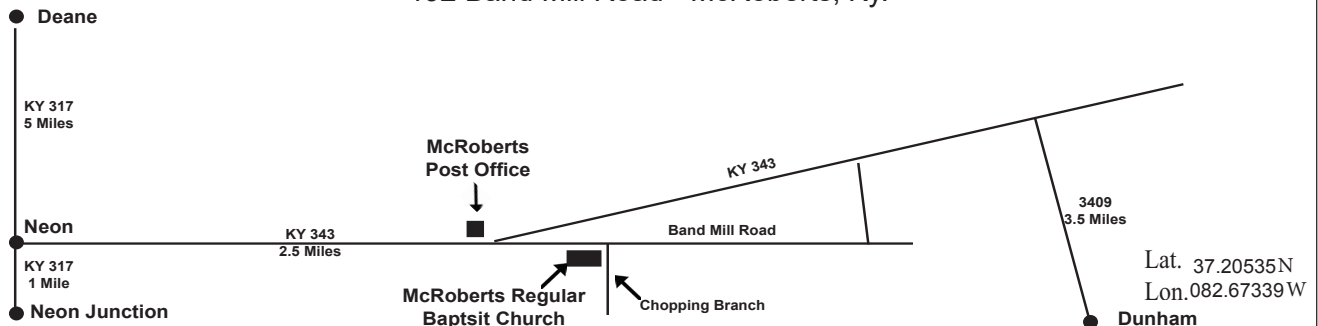 Deane
KY 317
5 Miles
McRoberts
Post Office
KY 343
Neon
KY 343
2.5 Miles
Band Mill Road
3409
3.5 Miles
KY 317
1 Mile
Lat. 37.20535N
Lon.082.67339W
McRoberts Regular
Baptsit Church
Chopping Branch
Neon Junction
Dunham